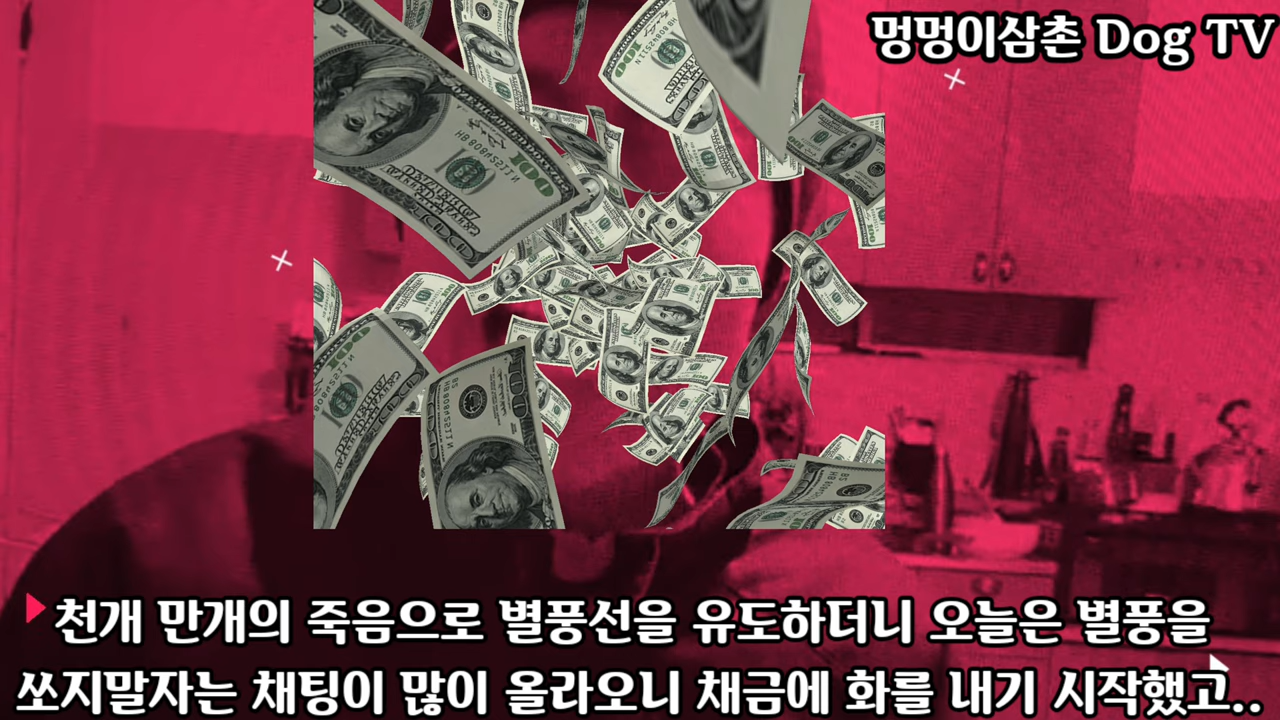 멍멍이삼촌 Dog TV
천개 만개의 죽음으로 별풍선을 유도하더니 오늘은 별풍을
쏘지말자는 채팅이 많이 올라오니 채금에 화를 내기 시작했고..